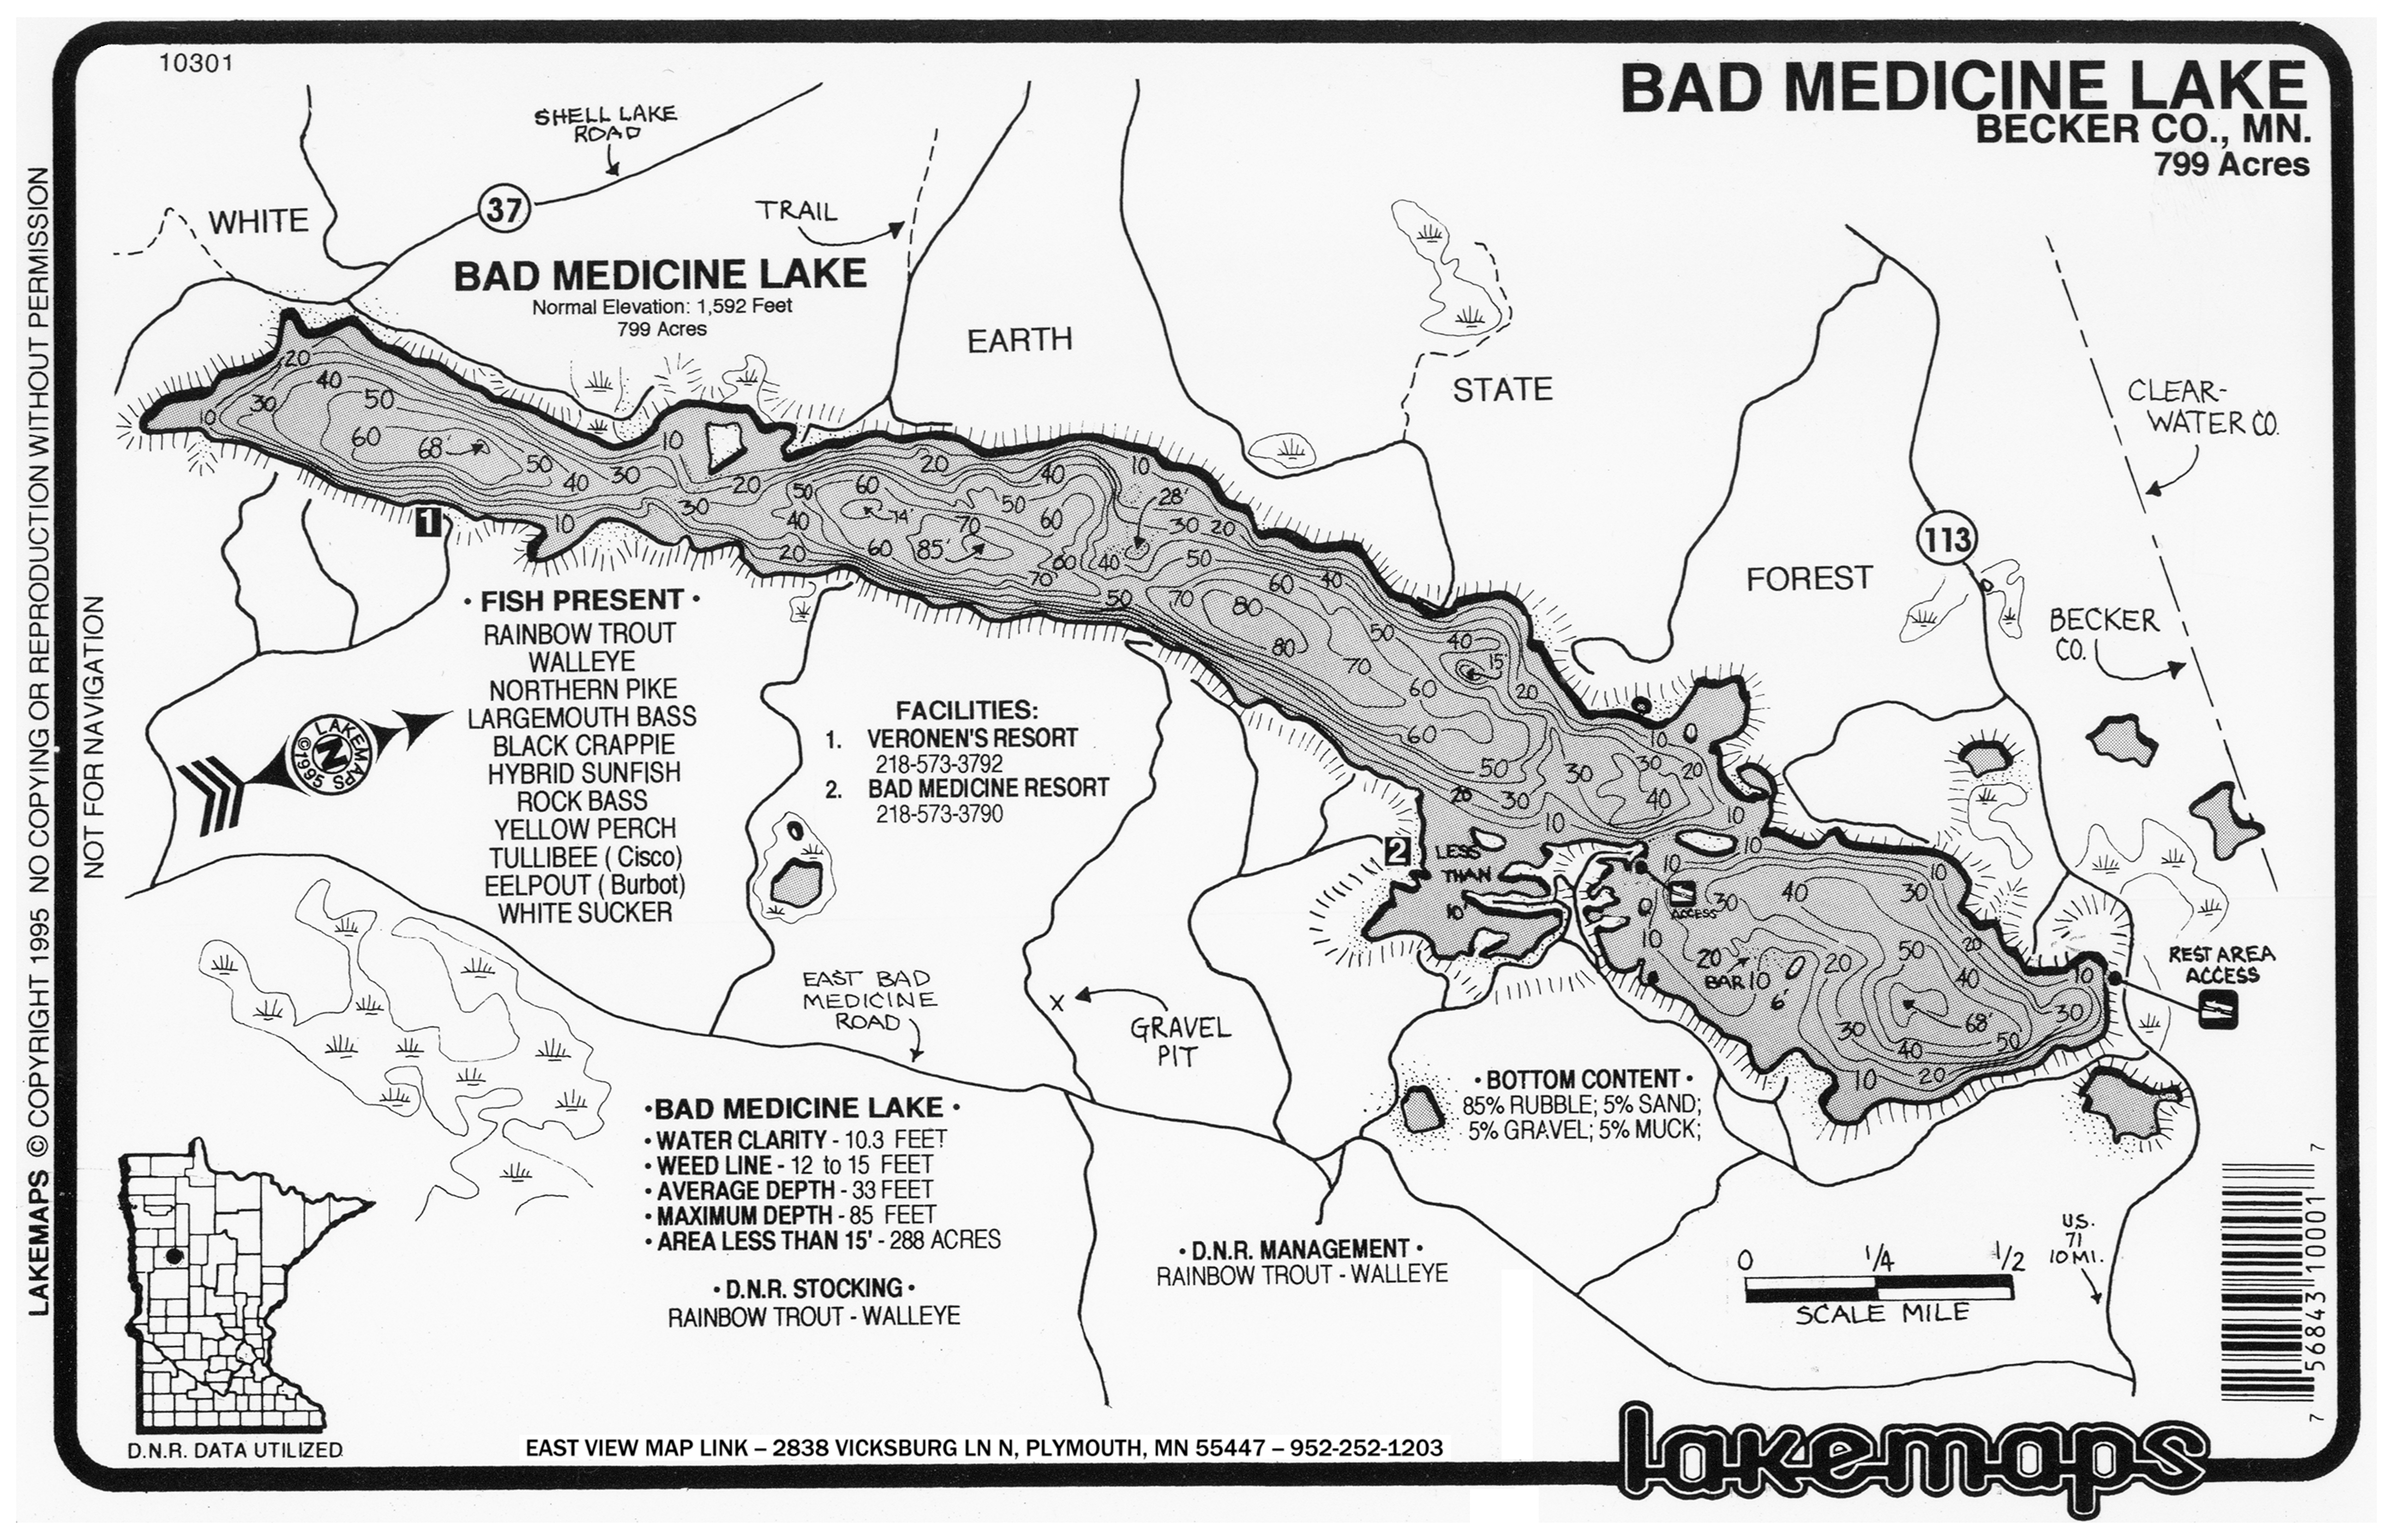 10301
BAD MEDICINE LAKE
BECKER CO., MN.
799 Acres
SHELL LAKE
ROAD
37
WHITE
TRAIL
BAD MEDICINE LAKE
Normal Elevation: 1,592 Feet
799 Acres
EARTH
STATE
CLEAR-
WATER CO.
FOREST
113
BECKER
CO.
20
40
30
50
10
60
68'
50
40
30
10
10
20
30
50
40
20
60
74'
60
85'
70
20
50
40
60
10
28'
30
20
60
40
70'
50
50
60
40
70
80
80
50
70
60
40
15'
20
60
50
30
10
30
20
40
20
30
10
10
1
2
LESS
THAN
10'
ACCESS
10
10
30
40
30
10
10
20
BAR 10
6'
20
50
20
40
30
68'
50
40
30
10
10
20
REST AREA
ACCESS
• FISH PRESENT •
RAINBOW TROUT
WALLEYE
NORTHERN PIKE
LARGEMOUTH BASS
BLACK CRAPPIE
HYBRID SUNFISH
ROCK BASS
YELLOW PERCH
TULLIBEE ( Cisco)
EELPOUT ( Burbot)
WHITE SUCKER
LAKEMAPS
©1995
N
FACILITIES:
1. VERONEN'S RESORT
218-573-3792
2. BAD MEDICINE RESORT
218-573-3790
EAST BAD
MEDICINE
ROAD
X
GRAVEL
PIT
• BOTTOM CONTENT •
85% RUBBLE; 5% SAND;
5% GRAVEL; 5% MUCK;
•BAD MEDICINE LAKE •
• WATER CLARITY - 10.3 FEET
• WEED LINE - 12 to 15 FEET
• AVERAGE DEPTH - 33 FEET
• MAXIMUM DEPTH - 85 FEET
• AREA LESS THAN 15' - 288 ACRES
• D.N.R. STOCKING •
RAINBOW TROUT - WALLEYE
• D.N.R. MANAGEMENT •
RAINBOW TROUT - WALLEYE
0 1/4 1/2
SCALE MILE
U.S.
71
10 MI.
7 56843 10001 7
D.N.R. DATA UTILIZED
EAST VIEW MAP LINK – 2838 VICKSBURG LN N, PLYMOUTH, MN 55447 – 952-252-1203
lakemaps
LAKEMAPS © COPYRIGHT 1995 NO COPYING OR REPRODUCTION WITHOUT PERMISSION
NOT FOR NAVIGATION